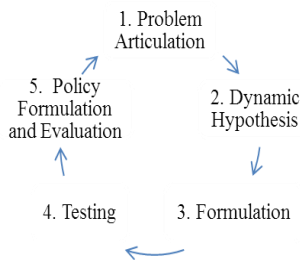 1. Problem
Articulation
2. Dynamic
Hypothesis
3. Formulation
4. Testing
5. Policy
Formulation
and Evaluation